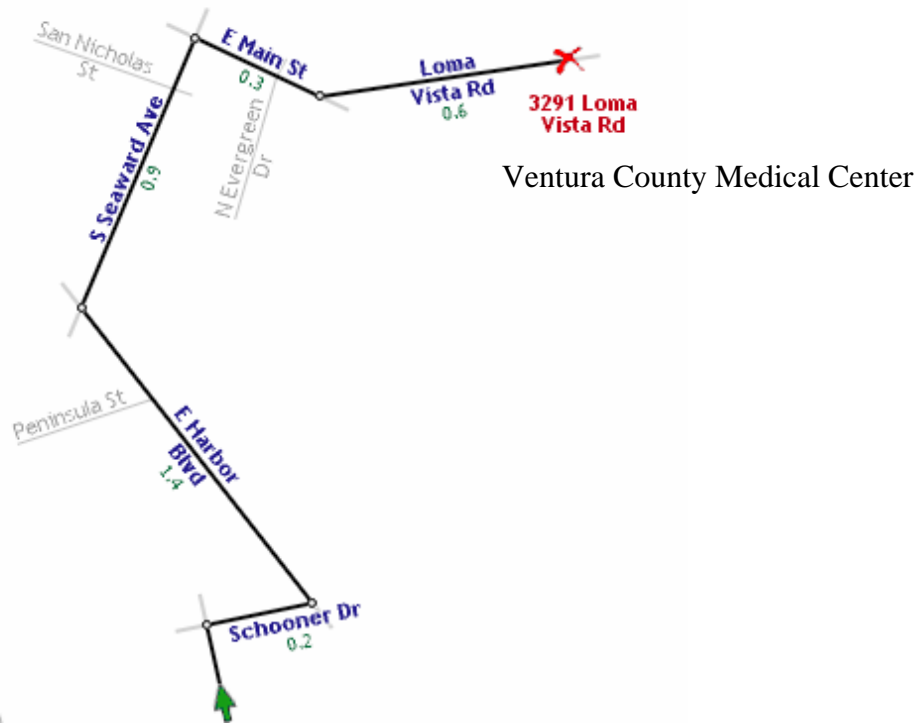 San Nicholas
St
E Main St
0.3
Loma
Vista Rd
0.6
3291 Loma
Vista Rd
Ventura County Medical Center
N Evergreen
Dr
S Seaward Ave
0.9
Peninsula St
E Harbor
Blvd
1.4
Schooner Dr
0.2